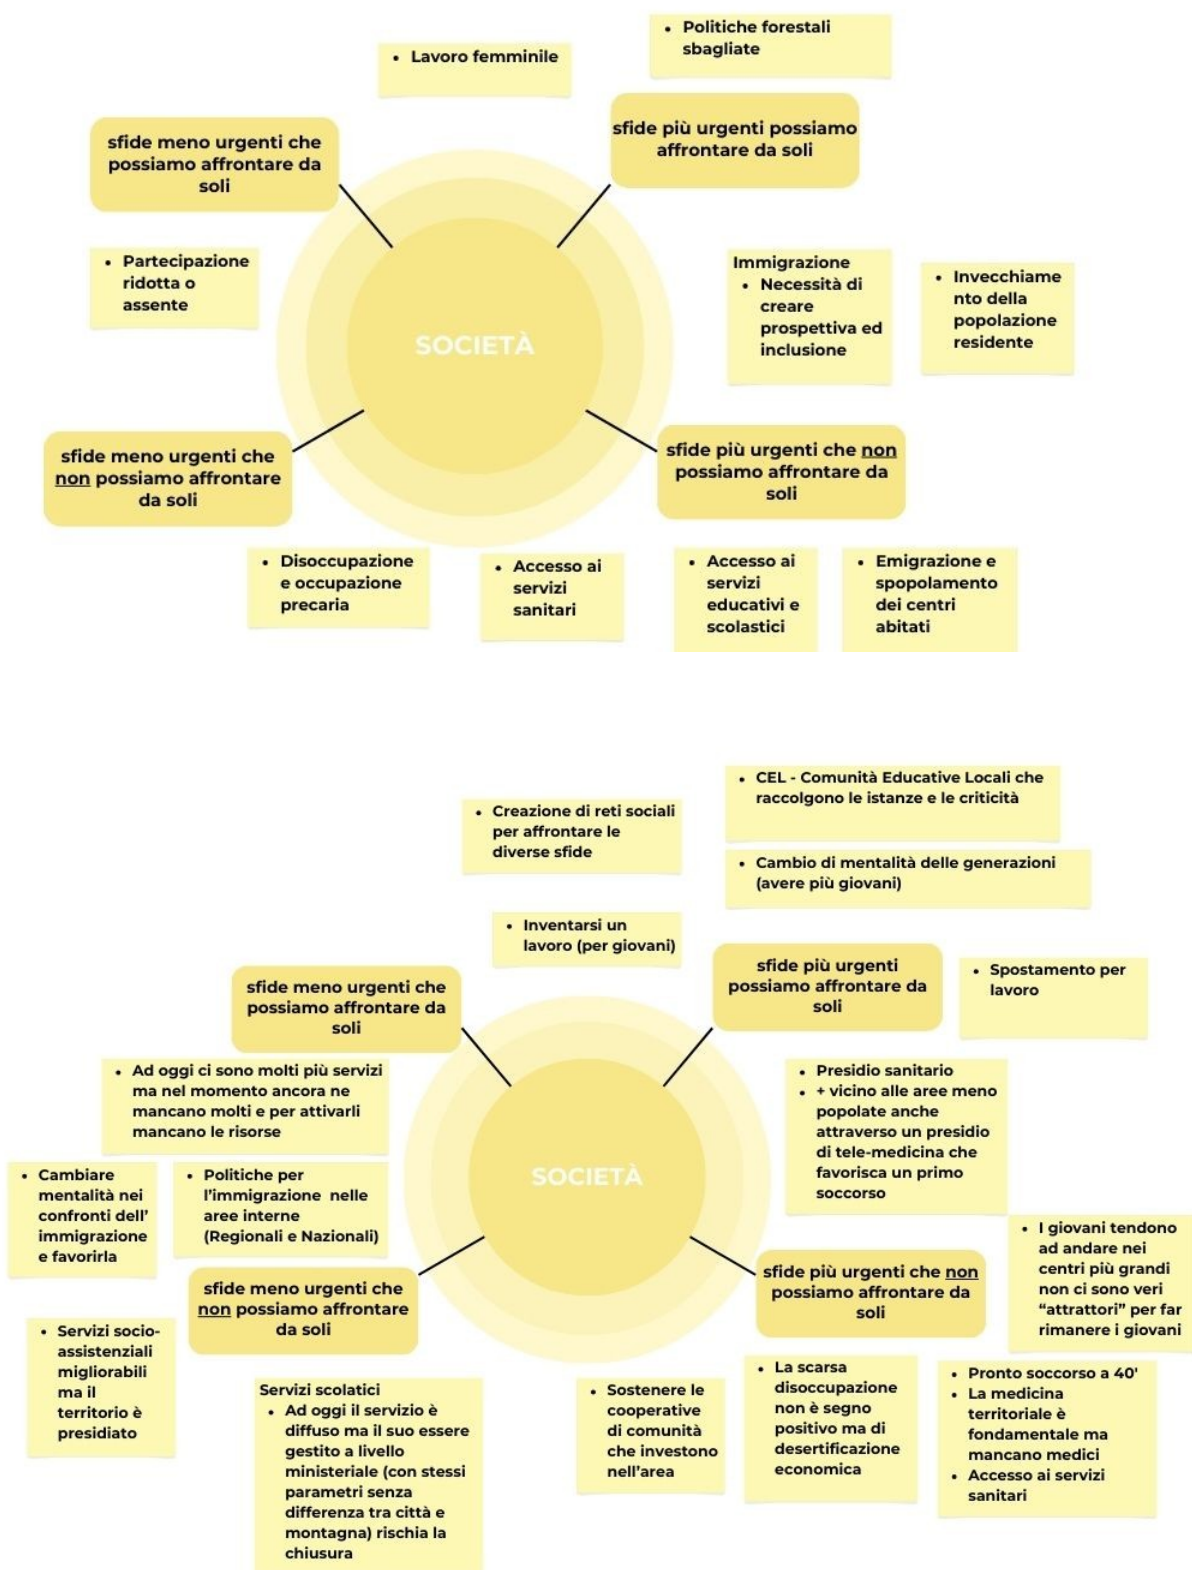 • Politiche forestali
sbagliate
• Lavoro femminile
sfide meno urgenti che
possiamo affrontare da
soli
sfide più urgenti possiamo
affrontare da soli
• Partecipazione
ridotta o
assente
Immigrazione
• Necessità di
creare
prospettiva ed
inclusione
• Invecchiame
nto della
popolazione
residente
SOCIETÀ
sfide meno urgenti che
non possiamo affrontare
da soli
sfide più urgenti che non
possiamo affrontare da
soli
• Disoccupazione
e occupazione
precaria
• Accesso ai
servizi
sanitari
• Accesso ai
servizi
educativi e
scolastici
• Emigrazione e
spopolamento
dei centri
abitati
• CEL - Comunità Educative Locali che
raccolgono le istanze e le criticità
• Creazione di reti sociali
per affrontare le
diverse sfide
• Cambio di mentalità delle generazioni
(avere più giovani)
• Inventarsi un
lavoro (per giovani)
sfide meno urgenti che
possiamo affrontare da
soli
sfide più urgenti
possiamo affrontare da
soli
• Spostamento per
lavoro
• Ad oggi ci sono molti più servizi
ma nel momento ancora ne
mancano molti e per attivarli
mancano le risorse
• Presidio sanitario
• + vicino alle aree meno
popolate anche
attraverso un presidio
di tele-medicina che
favorisca un primo
soccorso
• Cambiare
mentalità nei
confronti dell'
immigrazione
e favorirla
• Politiche per
l'immigrazione nelle
aree interne
(Regionali e Nazionali)
SOCIETÀ
• I giovani tendono
ad andare nei
centri più grandi
non ci sono veri
“attrattori” per far
rimanere i giovani
sfide meno urgenti che
non possiamo affrontare
da soli
sfide più urgenti che non
possiamo affrontare da
soli
• Servizi socio-
assistenziali
migliorabili
ma il
territorio è
presidiato
Servizi scolatici
• Ad oggi il servizio è
diffuso ma il suo essere
gestito a livello
ministeriale (con stessi
parametri senza
differenza tra città e
montagna) rischia la
chiusura
• Sostenere le
cooperative
di comunità
che investono
nell'area
• La scarsa
disoccupazione
non è segno
positivo ma di
desertificazione
economica
• Pronto soccorso a 40'
• La medicina
territoriale è
fondamentale ma
mancano medici
• Accesso ai servizi
sanitari